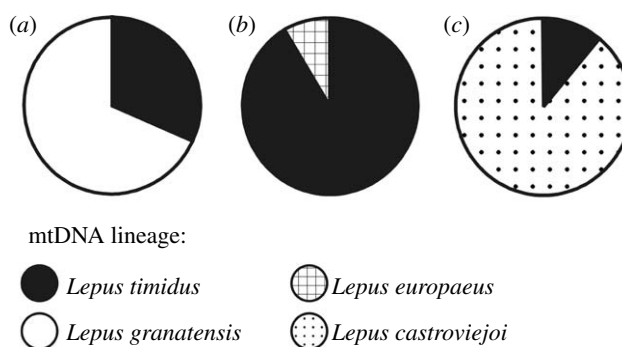 (a) (b) (c)
mtDNA lineage:
Lepus timidus Lepus europaeus
Lepus granatensis Lepus castroviejoi